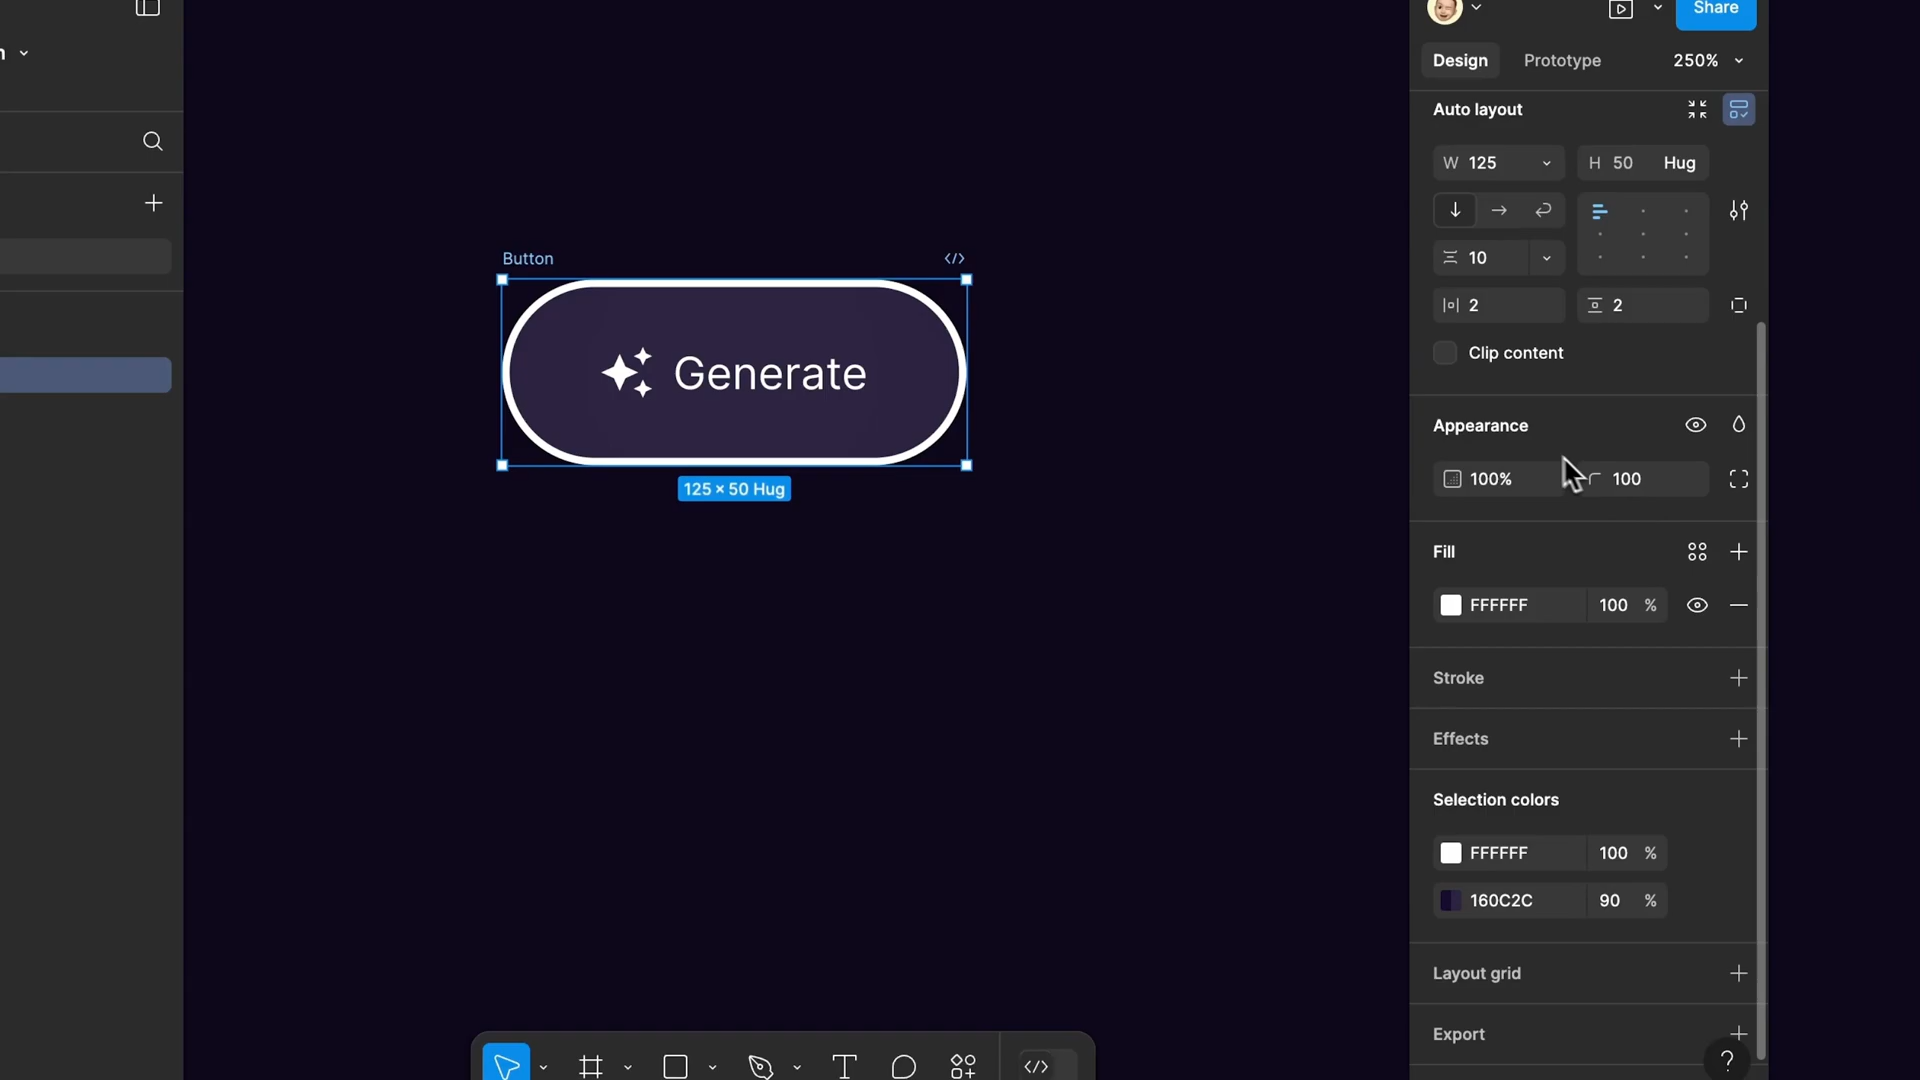 Share
n
Design Prototype 250%
Auto layout
W 125 H 50 Hug
10
2 2
Clip content
Button
Generate
125 × 50 Hug
Appearance
100% 100
Fill
FFFFFF 100 %
Stroke
Effects
Selection colors
FFFFFF 100 %
160C2C 90 %
Layout grid
Export
?